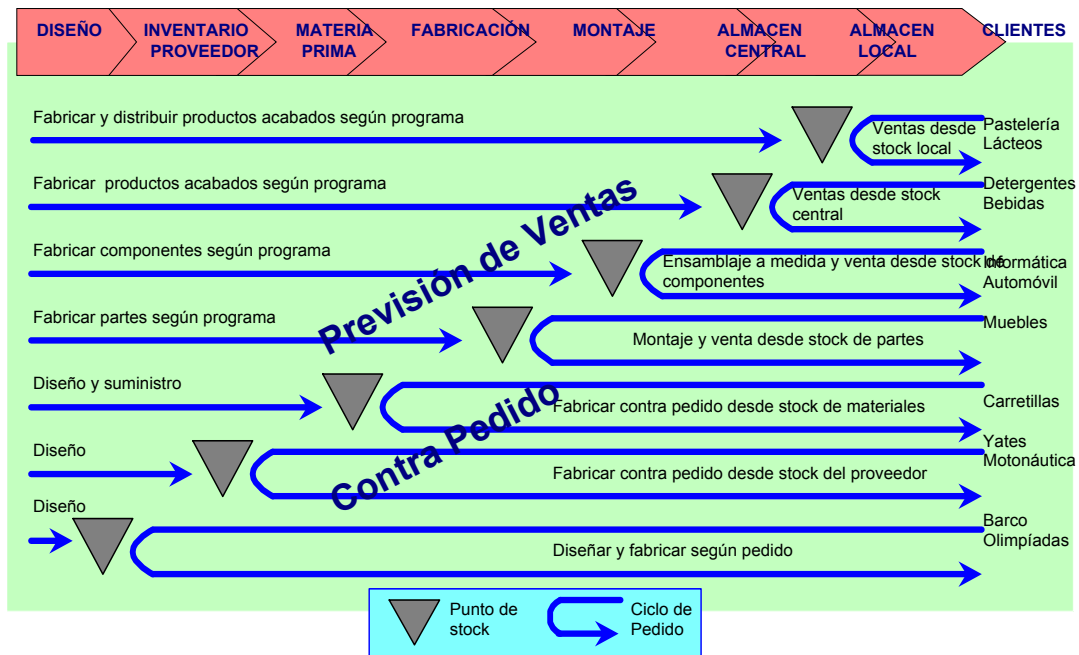 DISEÑO
INVENTARIO
PROVEEDOR
MATERIA
PRIMA
FABRICACIÓN
MONTAJE
ALMACEN
CENTRAL
ALMACEN
LOCAL
CLIENTES
Fabricar y distribuir productos acabados según programa
Ventas desde
stock local
Pastelería
Lácteos
Fabricar productos acabados según programa
Ventas desde stock
central
Detergentes
Bebidas
Fabricar componentes según programa
Ensamblaje a medida y venta desde stock de
componentes
Informática
Automóvil
Previsión de Ventas
Fabricar partes según programa
Montaje y venta desde stock de partes
Muebles
Diseño y suministro
Fabricar contra pedido desde stock de materiales
Carretillas
Contra Pedido
Diseño
Fabricar contra pedido desde stock del proveedor
Yates
Motonáutica
Diseño
Diseñar y fabricar según pedido
Barco
Olimpíadas
Punto de
stock
Ciclo de
Pedido